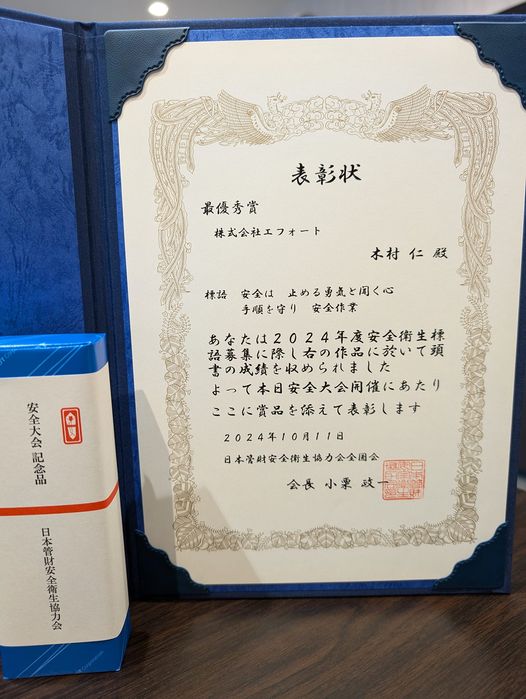 表彰状
最優秀賞
株式会社エフォート
木村 仁 殿
標語 安全は 止める勇気と聞く心
手順を守り 安全作業
あなたは2024年度安全衛生標
語募集に際し右の作品に於いて頭
書の成績を収められました
よって本日安全大会開催にあたり
ここに賞品を添えて表彰します
2024年10月11日
日本管財安全衛生協力会全国会
会長 小栗 政一
安全大会 記念品
日本管財安全衛生協力会